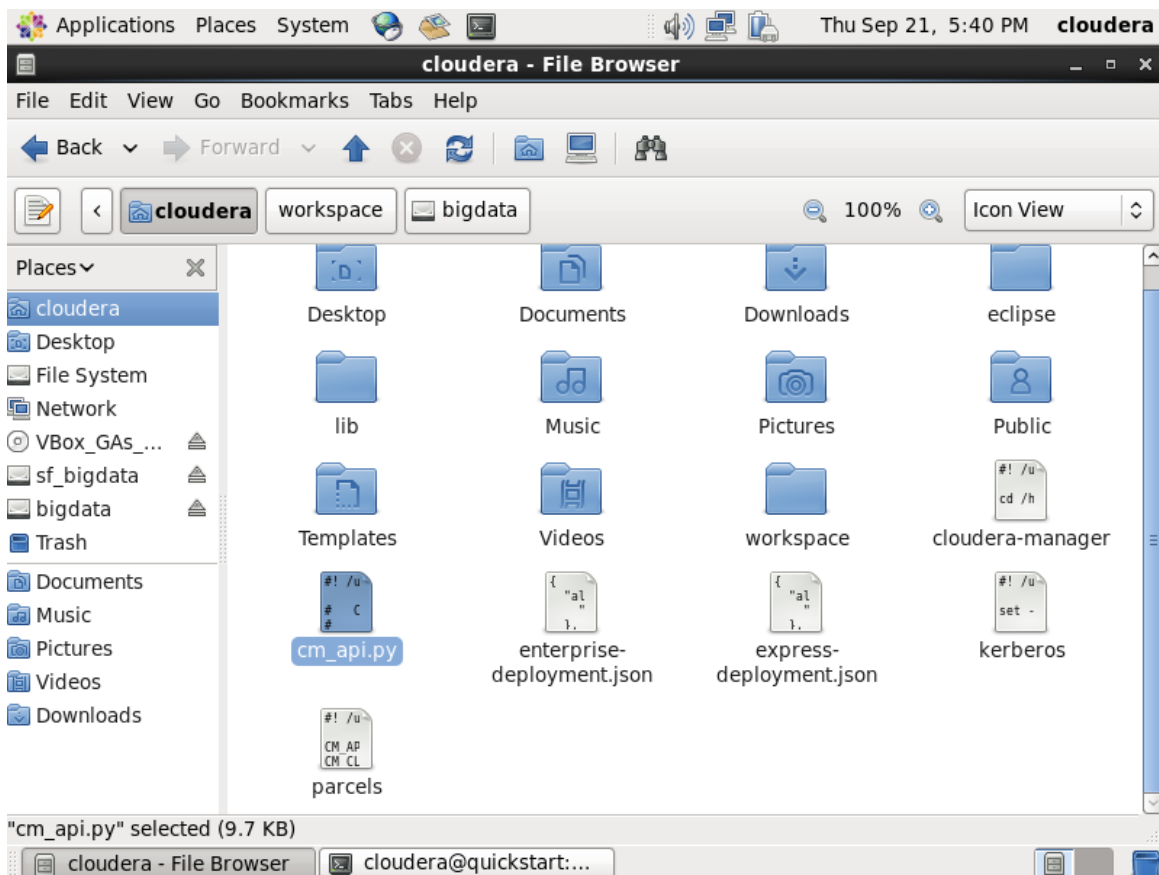 Applications Places System Thu Sep 21, 5:40 PM cloudera
cloudera - File Browser
File Edit View Go Bookmarks Tabs Help
Back Forward
cloudera workspace bigdata 100% Icon View
Places
cloudera
Desktop
File System
Network
VBox_GAs_...
sf_bigdata
bigdata
Trash
Documents
Music
Pictures
Videos
Downloads
Desktop Documents Downloads eclipse
lib Music Pictures Public
#! /u
cd /h
Templates Videos workspace cloudera-manager
#! /u { { #! /u
# C "al "al set -
# " "
}, },
cm_api.py enterprise-deployment.json express-deployment.json kerberos
#! /u
CM_AP
CM_CL
parcels
"cm_api.py" selected (9.7 KB)
cloudera - File Browser cloudera@quickstart:...